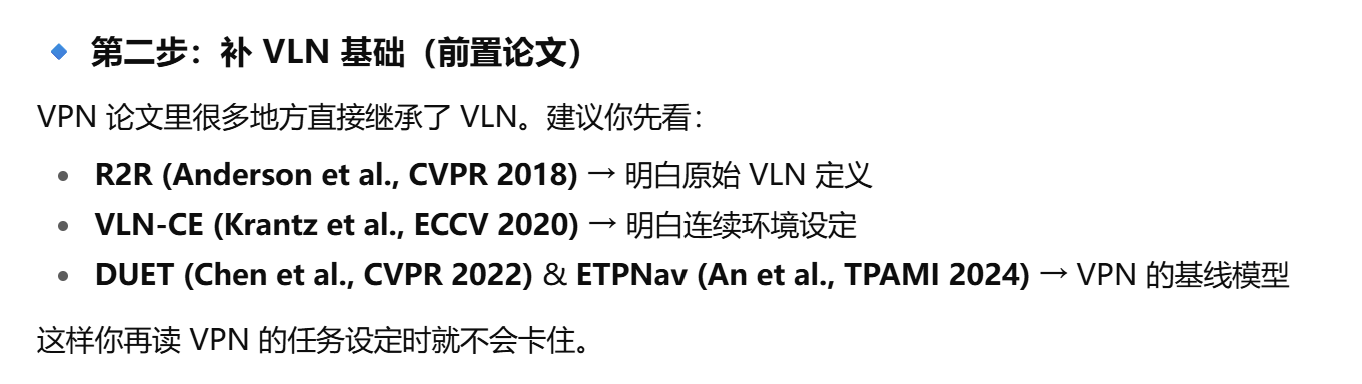 第二步：补 VLN 基础（前置论文）
VPN 论文里很多地方直接继承了 VLN。建议你先看：
• R2R (Anderson et al., CVPR 2018) → 明白原始 VLN 定义
• VLN-CE (Krantz et al., ECCV 2020) → 明白连续环境设定
• DUET (Chen et al., CVPR 2022) & ETPNav (An et al., TPAMI 2024) → VPN 的基线模型
这样你再读 VPN 的任务设定时就不会卡住。